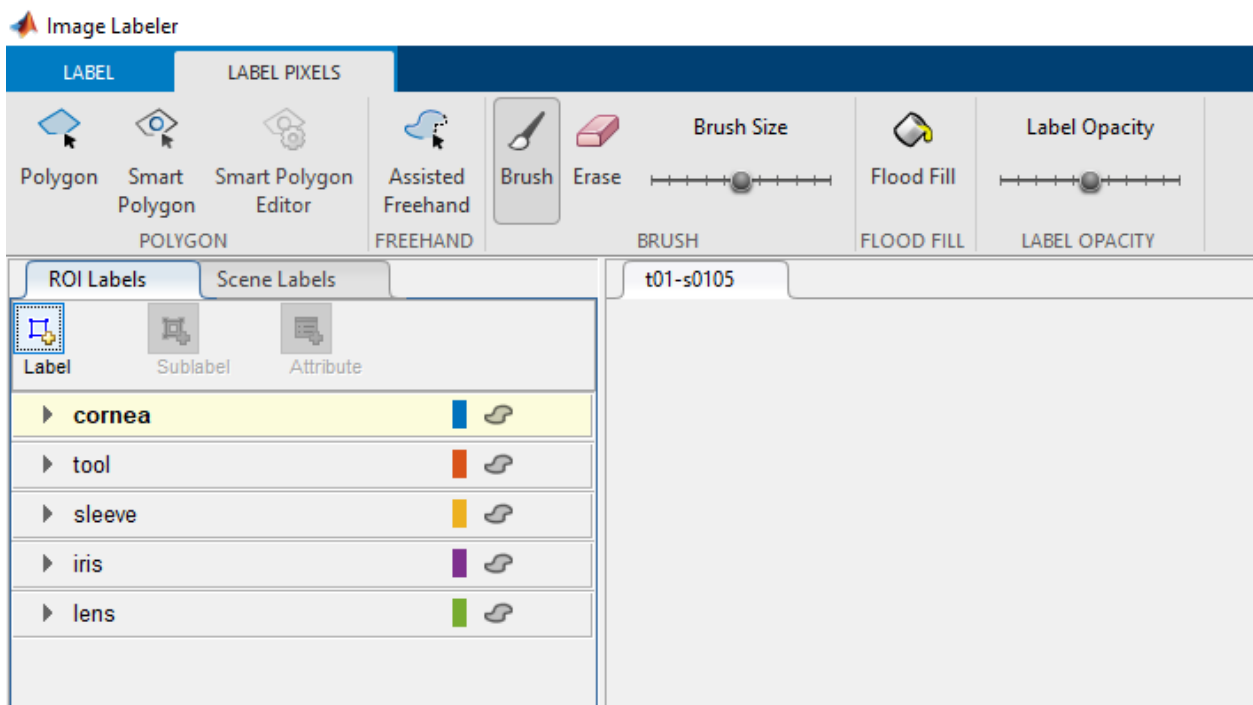 Image Labeler
LABEL
LABEL PIXELS
Polygon
Smart Polygon
Smart Polygon Editor
POLYGON
Assisted Freehand
FREEHAND
Brush
Erase
Brush Size
BRUSH
Flood Fill
FLOOD FILL
Label Opacity
LABEL OPACITY
ROI Labels
Scene Labels
t01-s0105
Label
Sublabel
Attribute
cornea
tool
sleeve
iris
lens